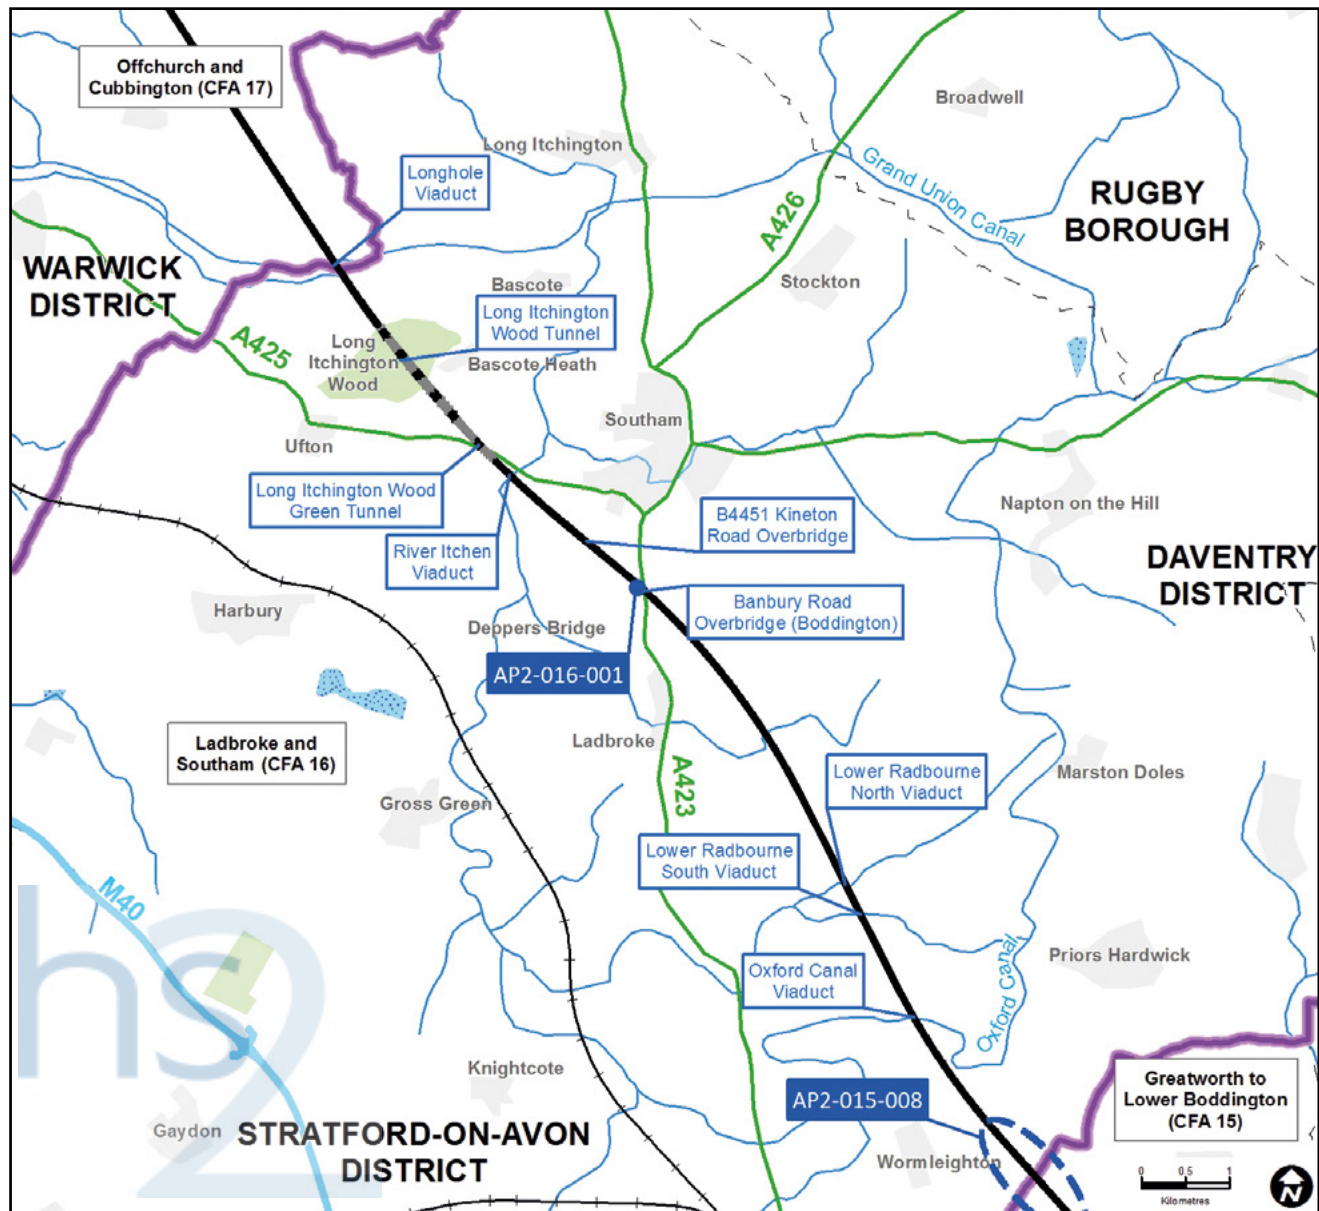 Offchurch and
Cubbington (CFA 17)
Broadwell
Long Itchington
Longhole
Viaduct
Grand Union Canal
RUGBY
BOROUGH
A426
WARWICK
DISTRICT
Bascote
Stockton
Long Itchington
Wood Tunnel
A425
Long
Itchington
Wood
Bascote Heath
Southam
Ufton
Long Itchington Wood
Green Tunnel
B4451 Kineton
Road Overbridge
Napton on the Hill
River Itchen
Viaduct
DAVENTRY
DISTRICT
Harbury
Banbury Road
Overbridge (Boddington)
Deppers Bridge
AP2-016-001
Ladbroke and
Southam (CFA 16)
Ladbroke
A423
Lower Radbourne
North Viaduct
Marston Doles
Gross Green
Lower Radbourne
South Viaduct
M40
hs2
Oxford Canal
Viaduct
Oxford Canal
Priors Hardwick
Knightcote
AP2-015-008
Greatworth to
Lower Boddington
(CFA 15)
Gaydon
STRATFORD-ON-AVON
DISTRICT
Wormleighton
0 0.5 1
Kilometres
N